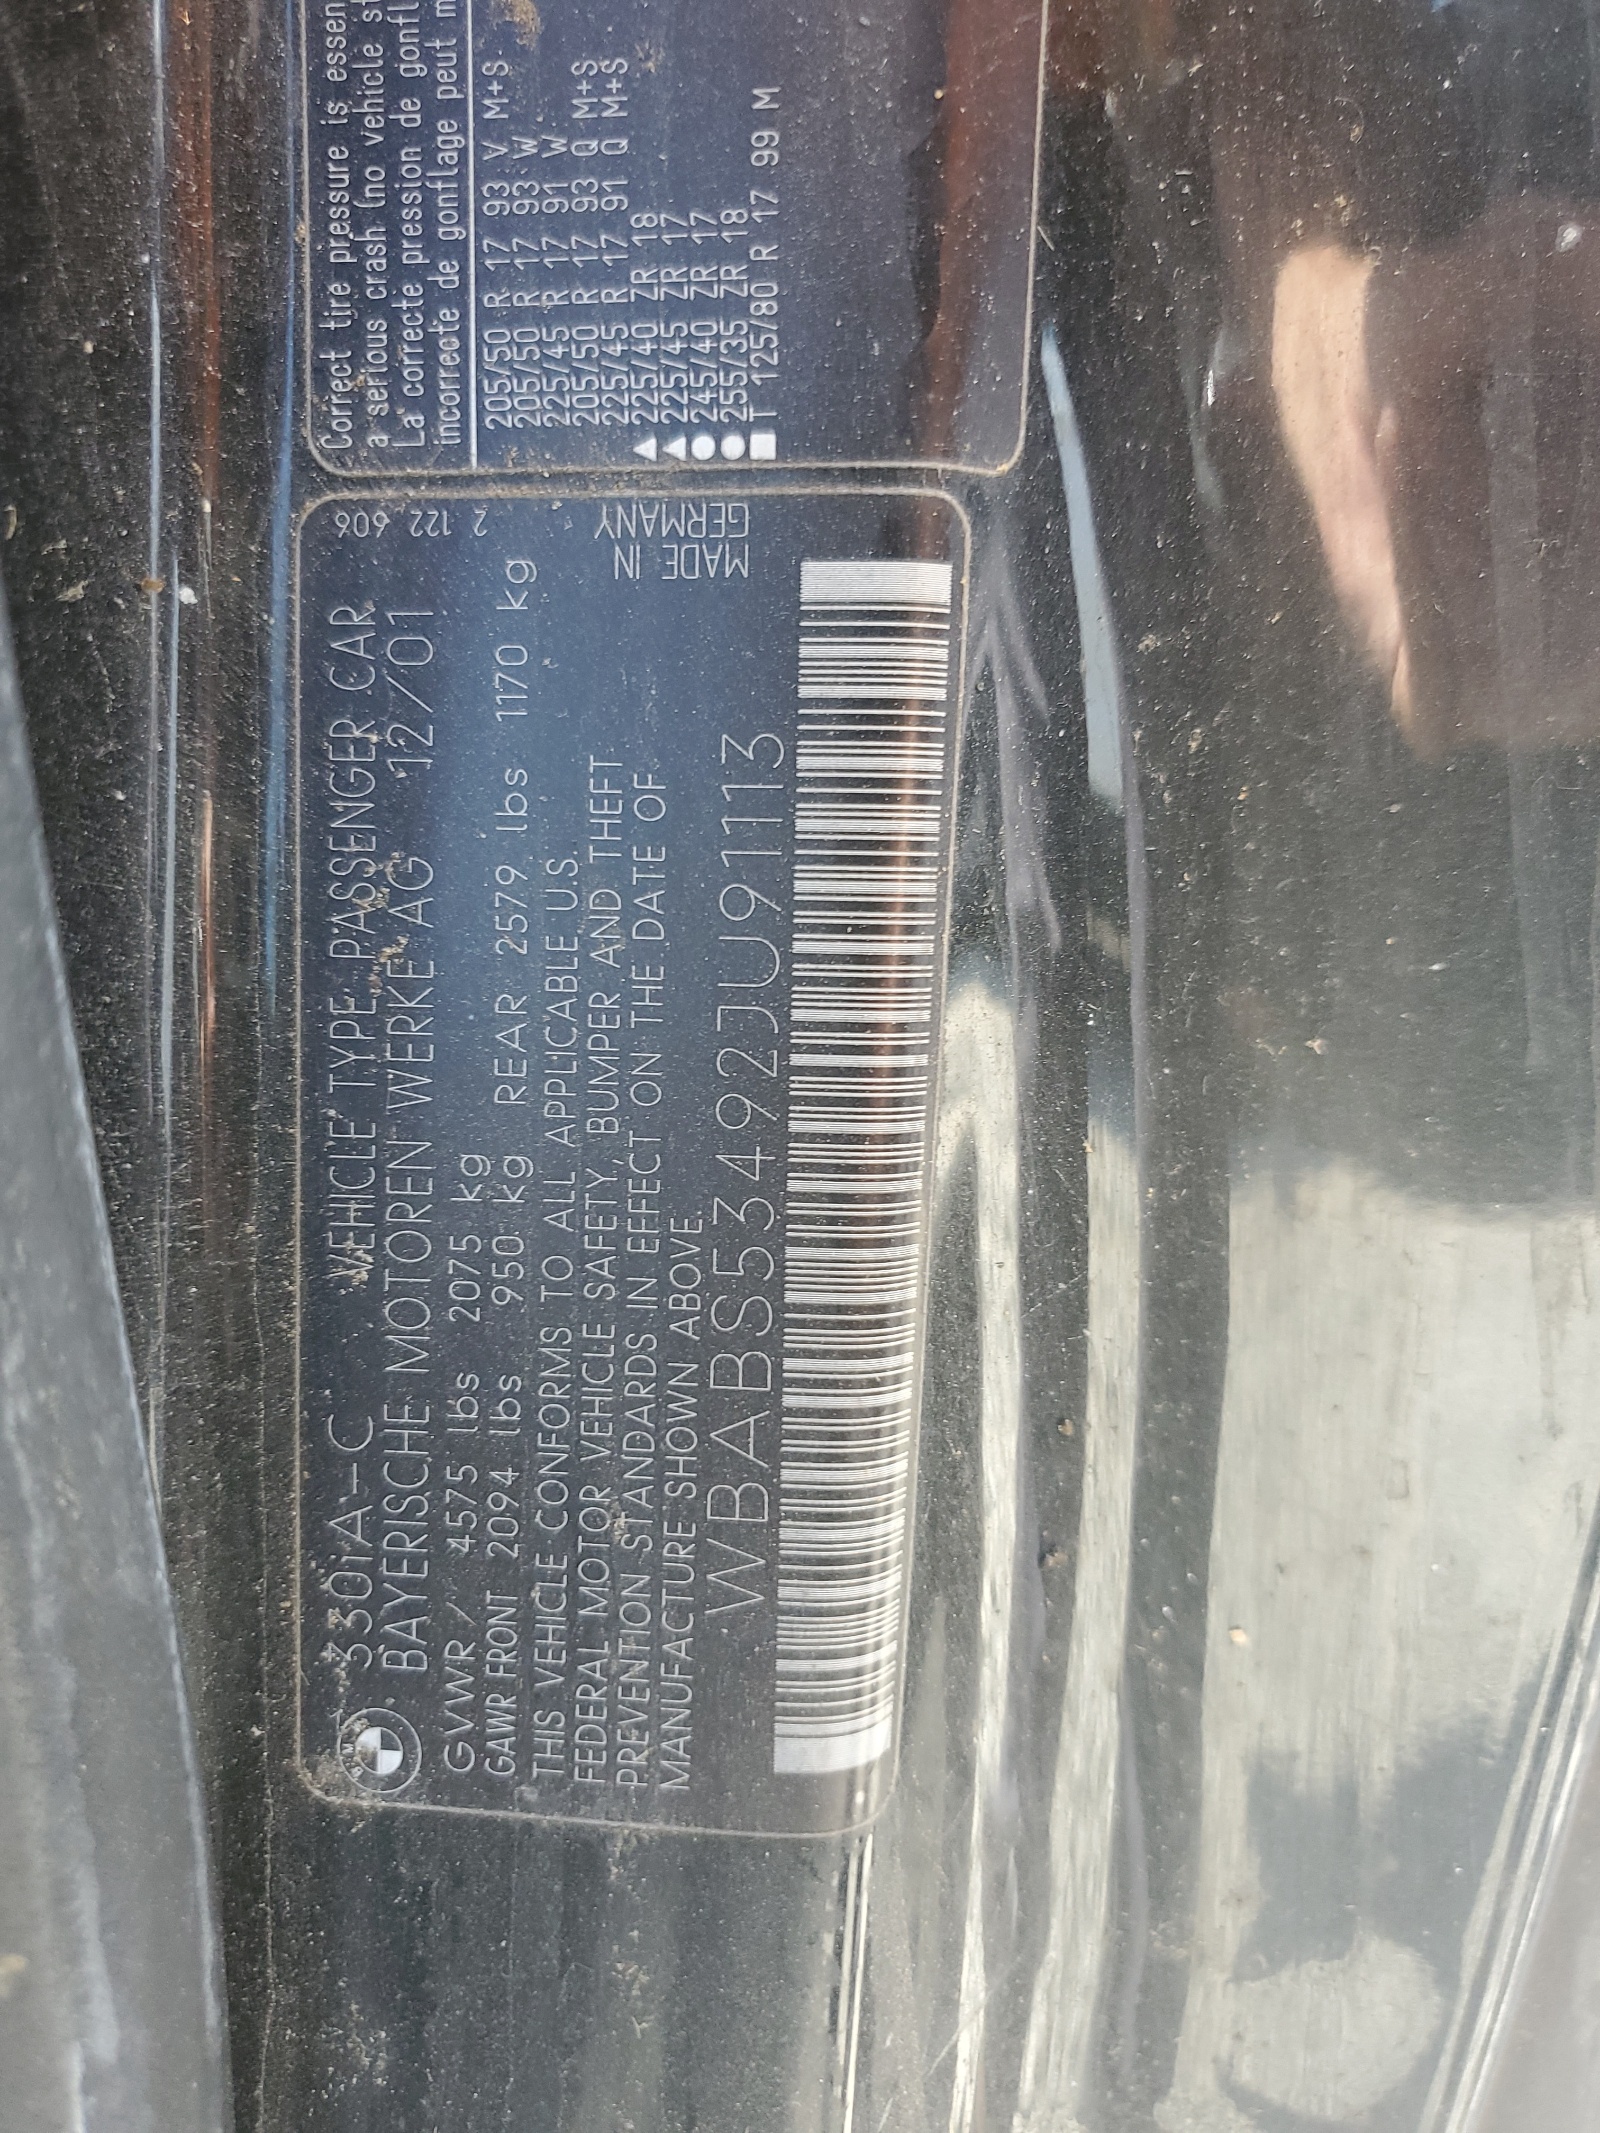 330iA-C VEHICLE TYPE PASSENGER CAR
BAYERISCHE MOTOREN WERKE AG 12/01
GVWR / 4575 lbs 2075 kg
GAWR FRONT 2094 lbs 950 kg REAR 2579 lbs 1170 kg
THIS VEHICLE CONFORMS TO ALL APPLICABLE U.S.
FEDERAL MOTOR VEHICLE SAFETY, BUMPER AND THEFT
PREVENTION STANDARDS IN EFFECT ON THE DATE OF
MANUFACTURE SHOWN ABOVE.
WBABS53492JU91113
2 122 606
MADE IN
GERMANY
BMW
Correct tire pressure is essen
a serious crash (no vehicle st
La correcte pression de gonfl
incorrecte de gonflage peut m
205/50 R 17 93 V M+S
205/50 R 17 93 W
225/45 R 17 91 W
205/50 R 17 93 Q M+S
225/45 R 17 91 Q M+S
225/40 ZR 18
225/45 ZR 17
245/40 ZR 17
255/35 ZR 18
T 125/80 R 17 99 M